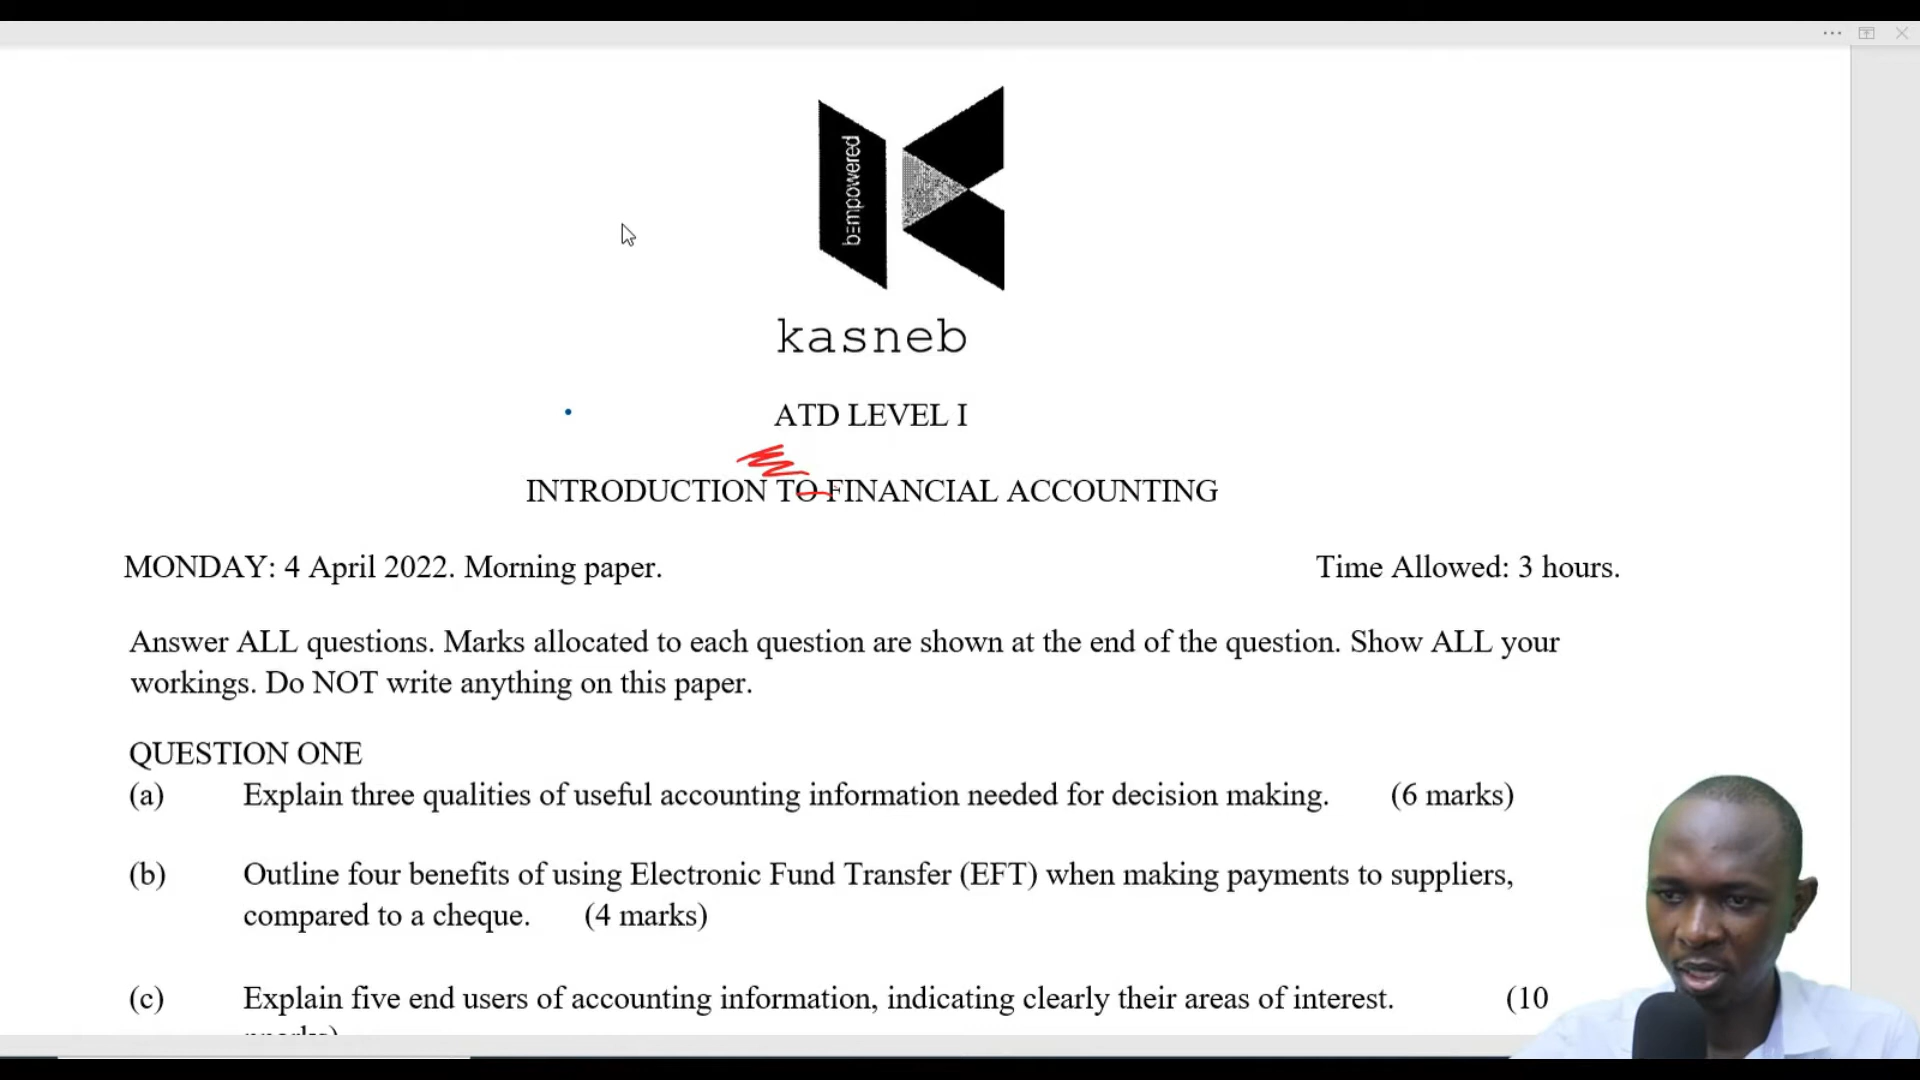 bΞmpowered
kasneb
ATD LEVEL I
INTRODUCTION TO FINANCIAL ACCOUNTING
MONDAY: 4 April 2022. Morning paper. Time Allowed: 3 hours.
Answer ALL questions. Marks allocated to each question are shown at the end of the question. Show ALL your
workings. Do NOT write anything on this paper.
QUESTION ONE
(a) Explain three qualities of useful accounting information needed for decision making. (6 marks)
(b) Outline four benefits of using Electronic Fund Transfer (EFT) when making payments to suppliers,
compared to a cheque. (4 marks)
(c) Explain five end users of accounting information, indicating clearly their areas of interest. (10